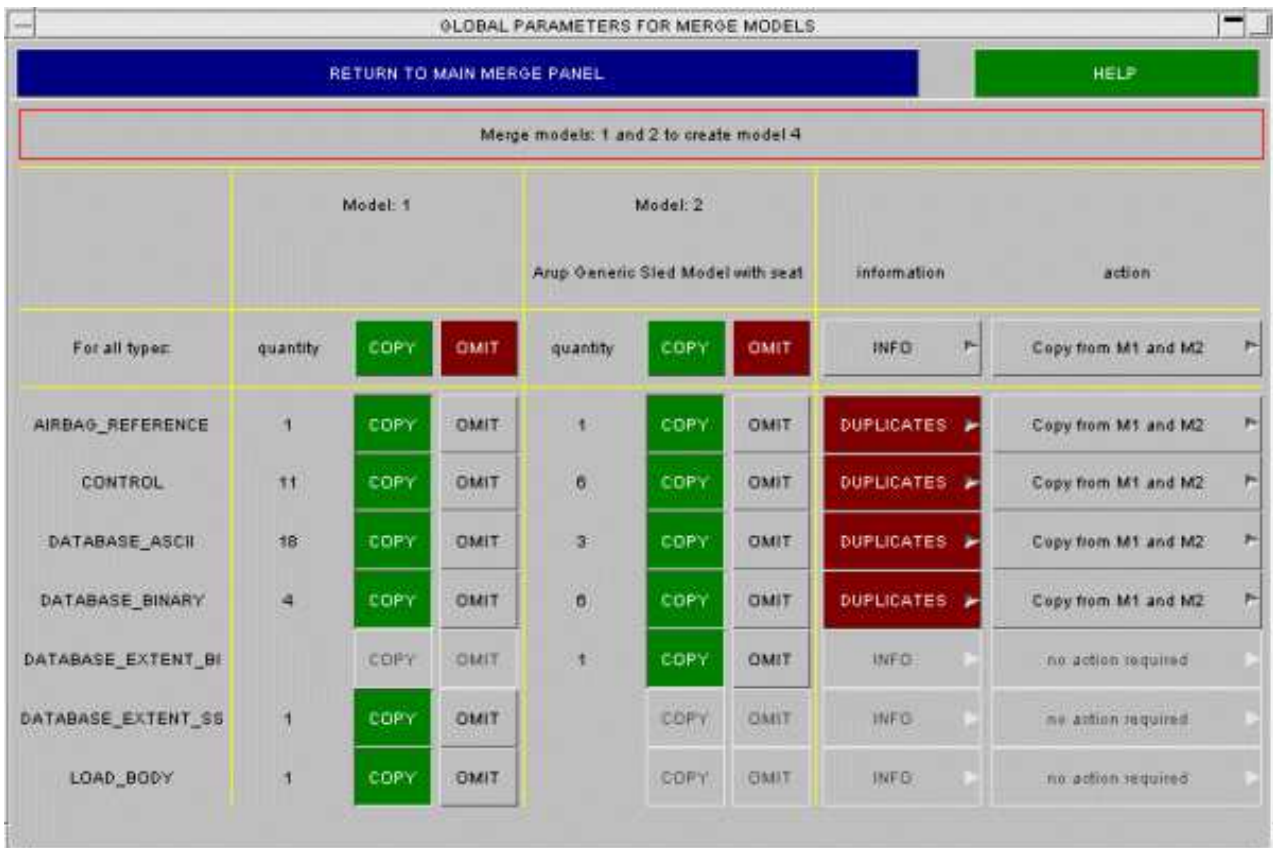 GLOBAL PARAMETERS FOR MERGE MODELS
RETURN TO MAIN MERGE PANEL HELP
Merge models: 1 and 2 to create model 4
Model: 1 Model: 2
Arup Generic Sled Model with seat information action
For all types: quantity COPY OMIT quantity COPY OMIT INFO Copy from M1 and M2
AIRBAG_REFERENCE 1 COPY OMIT 1 COPY OMIT DUPLICATES Copy from M1 and M2
CONTROL 11 COPY OMIT 6 COPY OMIT DUPLICATES Copy from M1 and M2
DATABASE_ASCII 18 COPY OMIT 3 COPY OMIT DUPLICATES Copy from M1 and M2
DATABASE_BINARY 4 COPY OMIT 6 COPY OMIT DUPLICATES Copy from M1 and M2
DATABASE_EXTENT_BI COPY OMIT 1 COPY OMIT INFO no action required
DATABASE_EXTENT_SS 1 COPY OMIT COPY OMIT INFO no action required
LOAD_BODY 1 COPY OMIT COPY OMIT INFO no action required